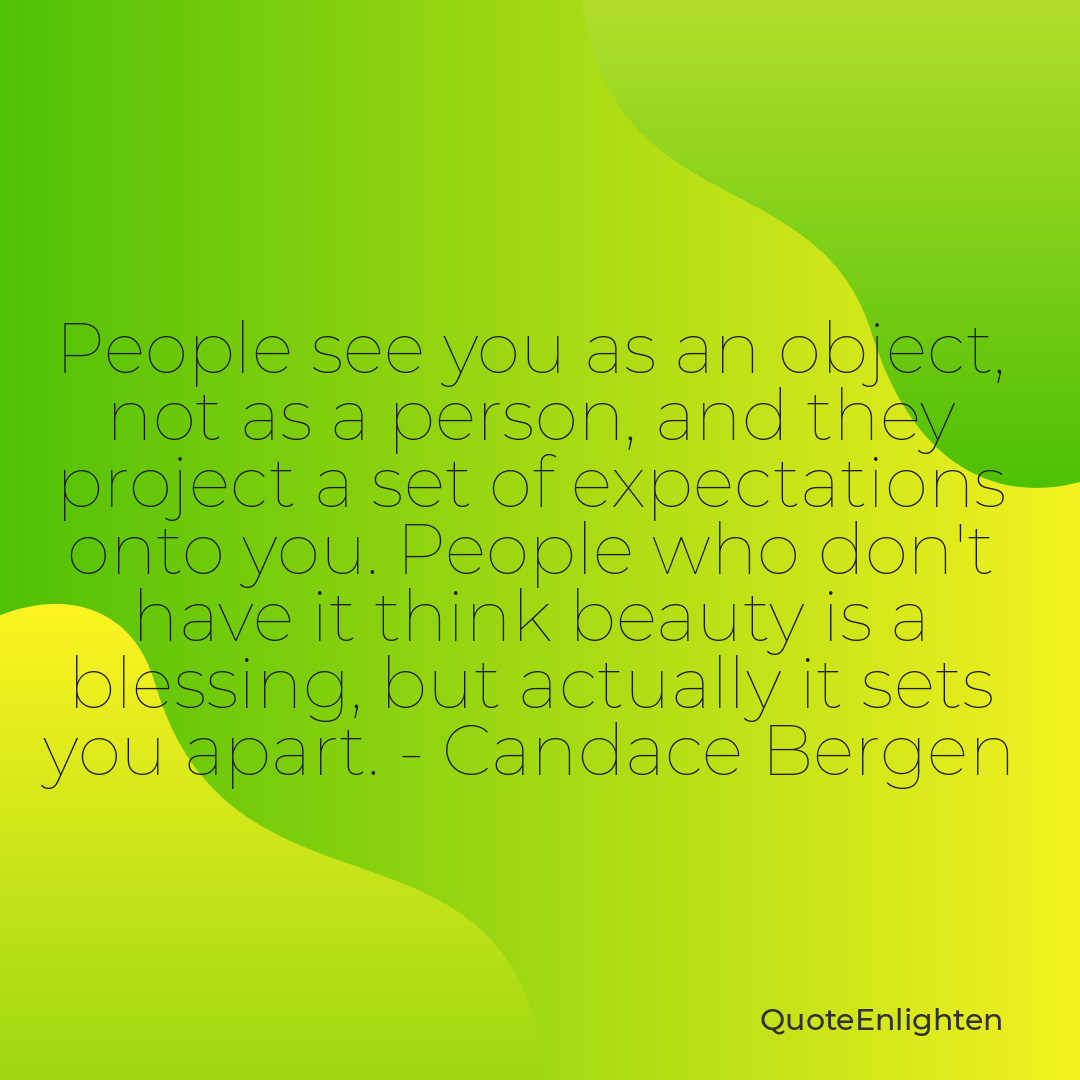 People see you as an object,
not as a person, and they
project a set of expectations
onto you. People who don't
have it think beauty is a
blessing, but actually it sets
you apart. - Candace Bergen
QuoteEnlighten